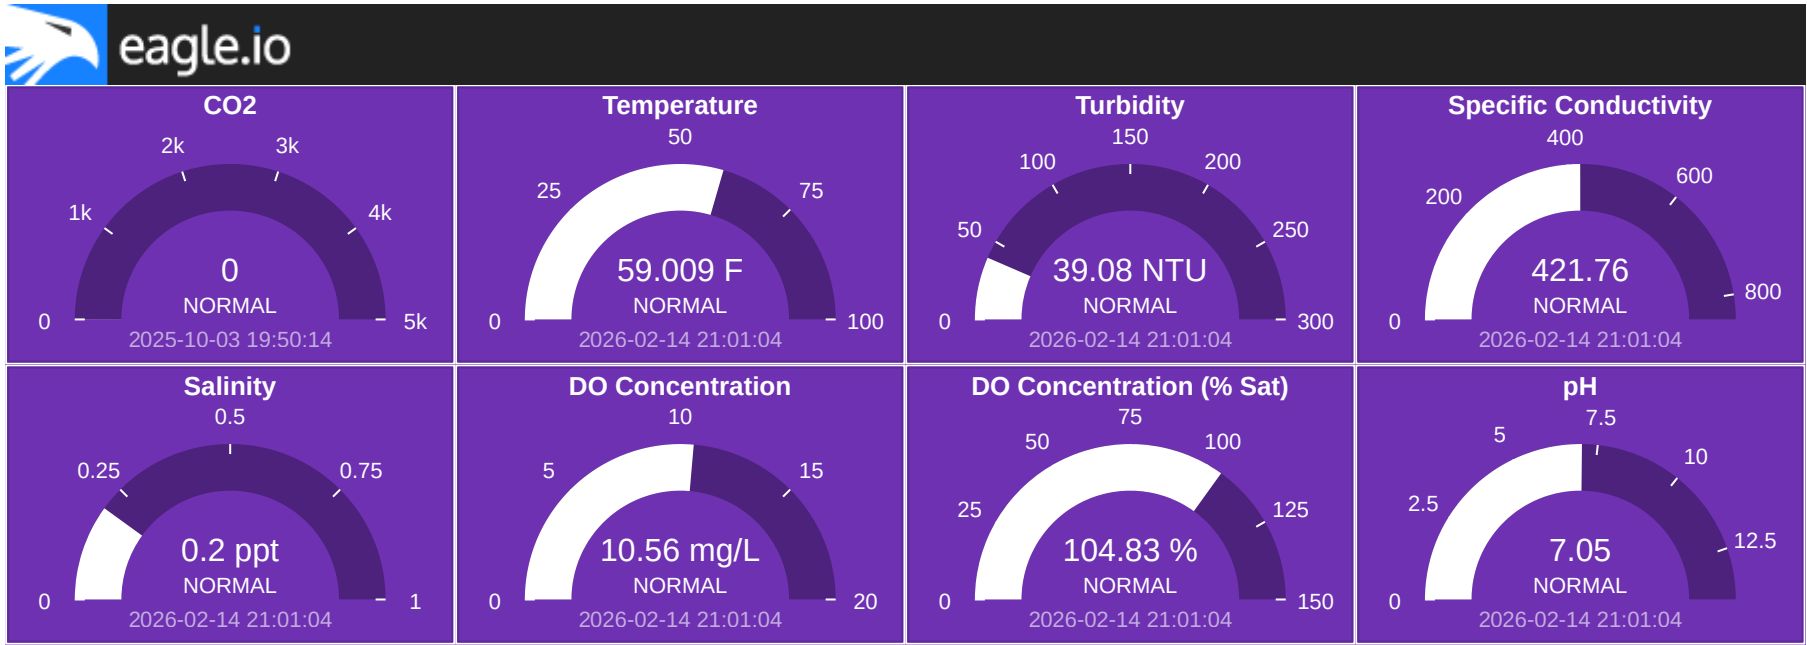 eagle.io
CO2
2k
3k
1k
4k
0
NORMAL
0
5k
2025-10-03 19:50:14
Temperature
50
25
75
59.009 F
NORMAL
0
100
2026-02-14 21:01:04
Turbidity
150
100
200
50
250
39.08 NTU
NORMAL
0
300
2026-02-14 21:01:04
Specific Conductivity
400
600
200
421.76
800
NORMAL
0
2026-02-14 21:01:04
Salinity
0.5
0.25
0.75
0.2 ppt
NORMAL
0
1
2026-02-14 21:01:04
DO Concentration
10
5
15
10.56 mg/L
NORMAL
0
20
2026-02-14 21:01:04
DO Concentration (% Sat)
75
50
100
25
125
104.83 %
NORMAL
0
150
2026-02-14 21:01:04
pH
7.5
5
10
2.5
12.5
7.05
NORMAL
0
2026-02-14 21:01:04